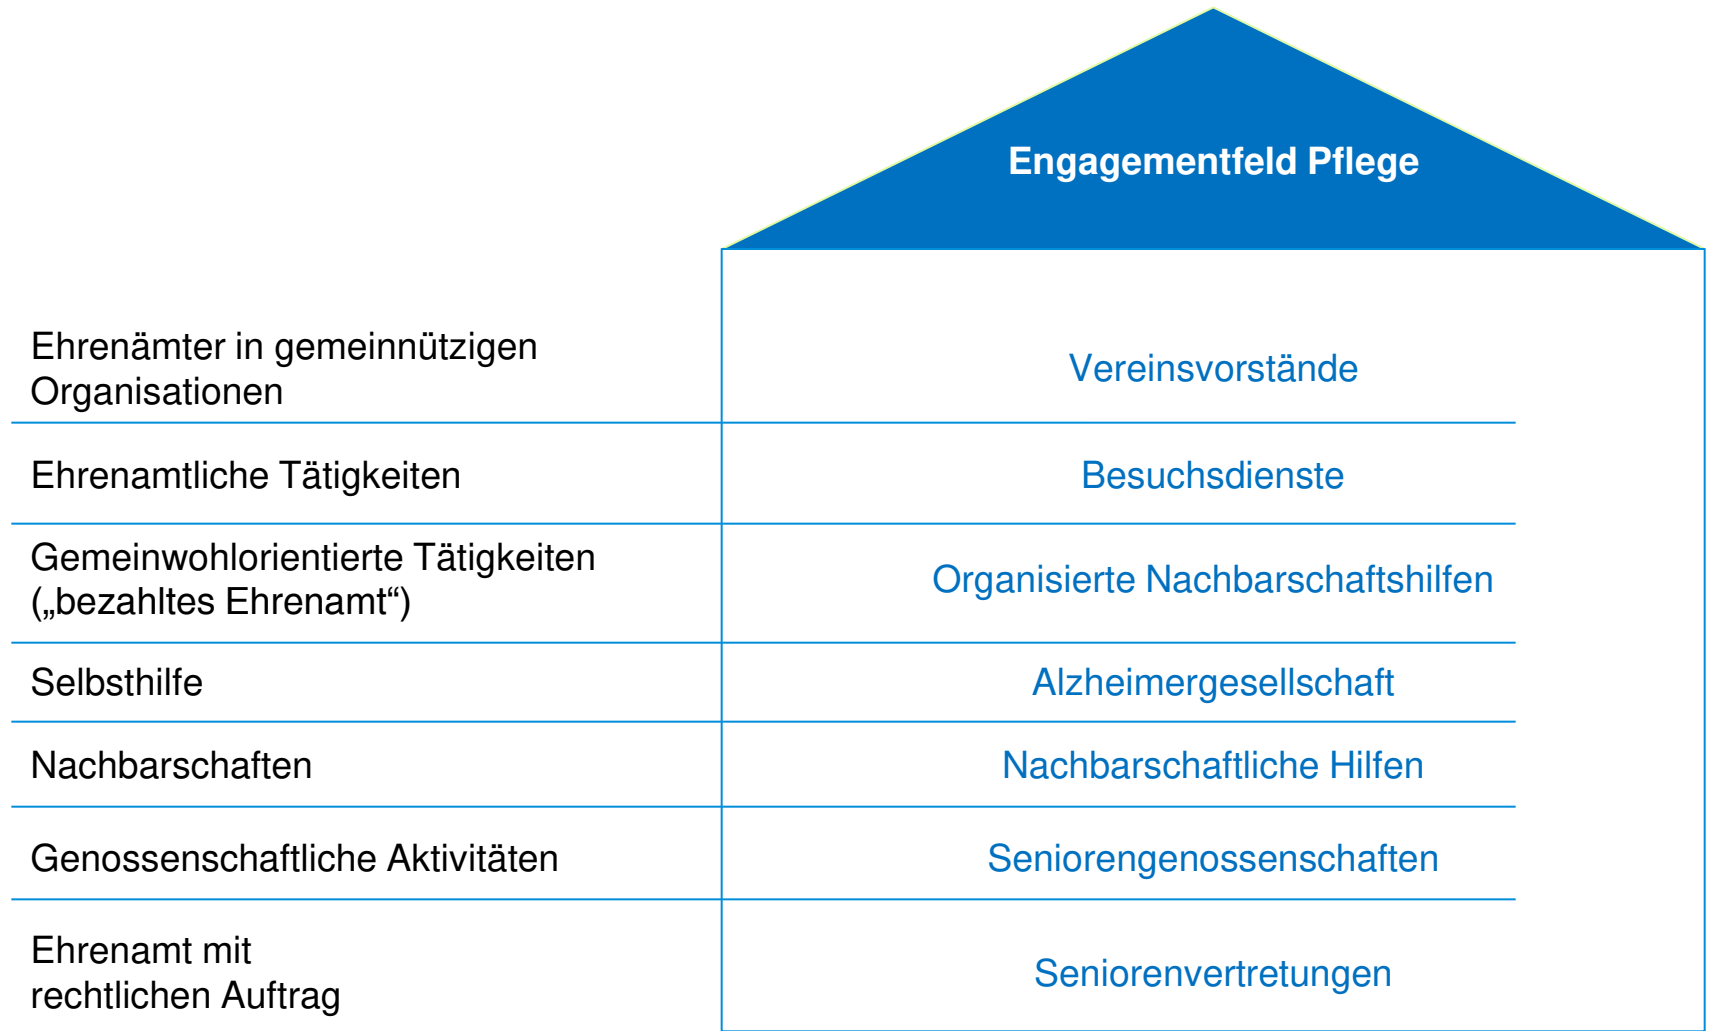 Engagementfeld Pflege
Ehrenämter in gemeinnützigen
Organisationen
Vereinsvorstände
Ehrenamtliche Tätigkeiten
Besuchsdienste
Gemeinwohlorientierte Tätigkeiten
(„bezahltes Ehrenamt“)
Organisierte Nachbarschaftshilfen
Selbsthilfe
Alzheimergesellschaft
Nachbarschaften
Nachbarschaftliche Hilfen
Genossenschaftliche Aktivitäten
Seniorengenossenschaften
Ehrenamt mit
rechtlichen Auftrag
Seniorenvertretungen